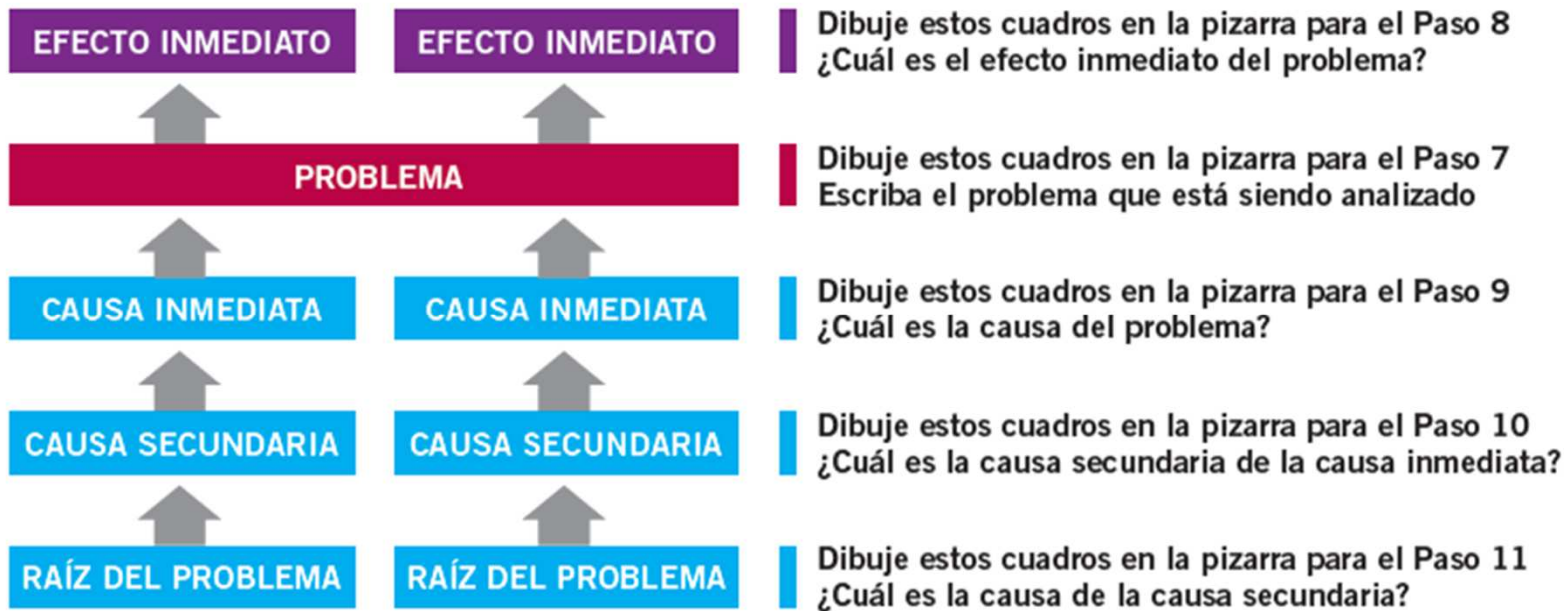 EFECTO INMEDIATO
EFECTO INMEDIATO
Dibuje estos cuadros en la pizarra para el Paso 8
¿Cuál es el efecto inmediato del problema?
PROBLEMA
Dibuje estos cuadros en la pizarra para el Paso 7
Escriba el problema que está siendo analizado
CAUSA INMEDIATA
CAUSA INMEDIATA
Dibuje estos cuadros en la pizarra para el Paso 9
¿Cuál es la causa del problema?
CAUSA SECUNDARIA
CAUSA SECUNDARIA
Dibuje estos cuadros en la pizarra para el Paso 10
¿Cuál es la causa secundaria de la causa inmediata?
RAÍZ DEL PROBLEMA
RAÍZ DEL PROBLEMA
Dibuje estos cuadros en la pizarra para el Paso 11
¿Cuál es la causa de la causa secundaria?